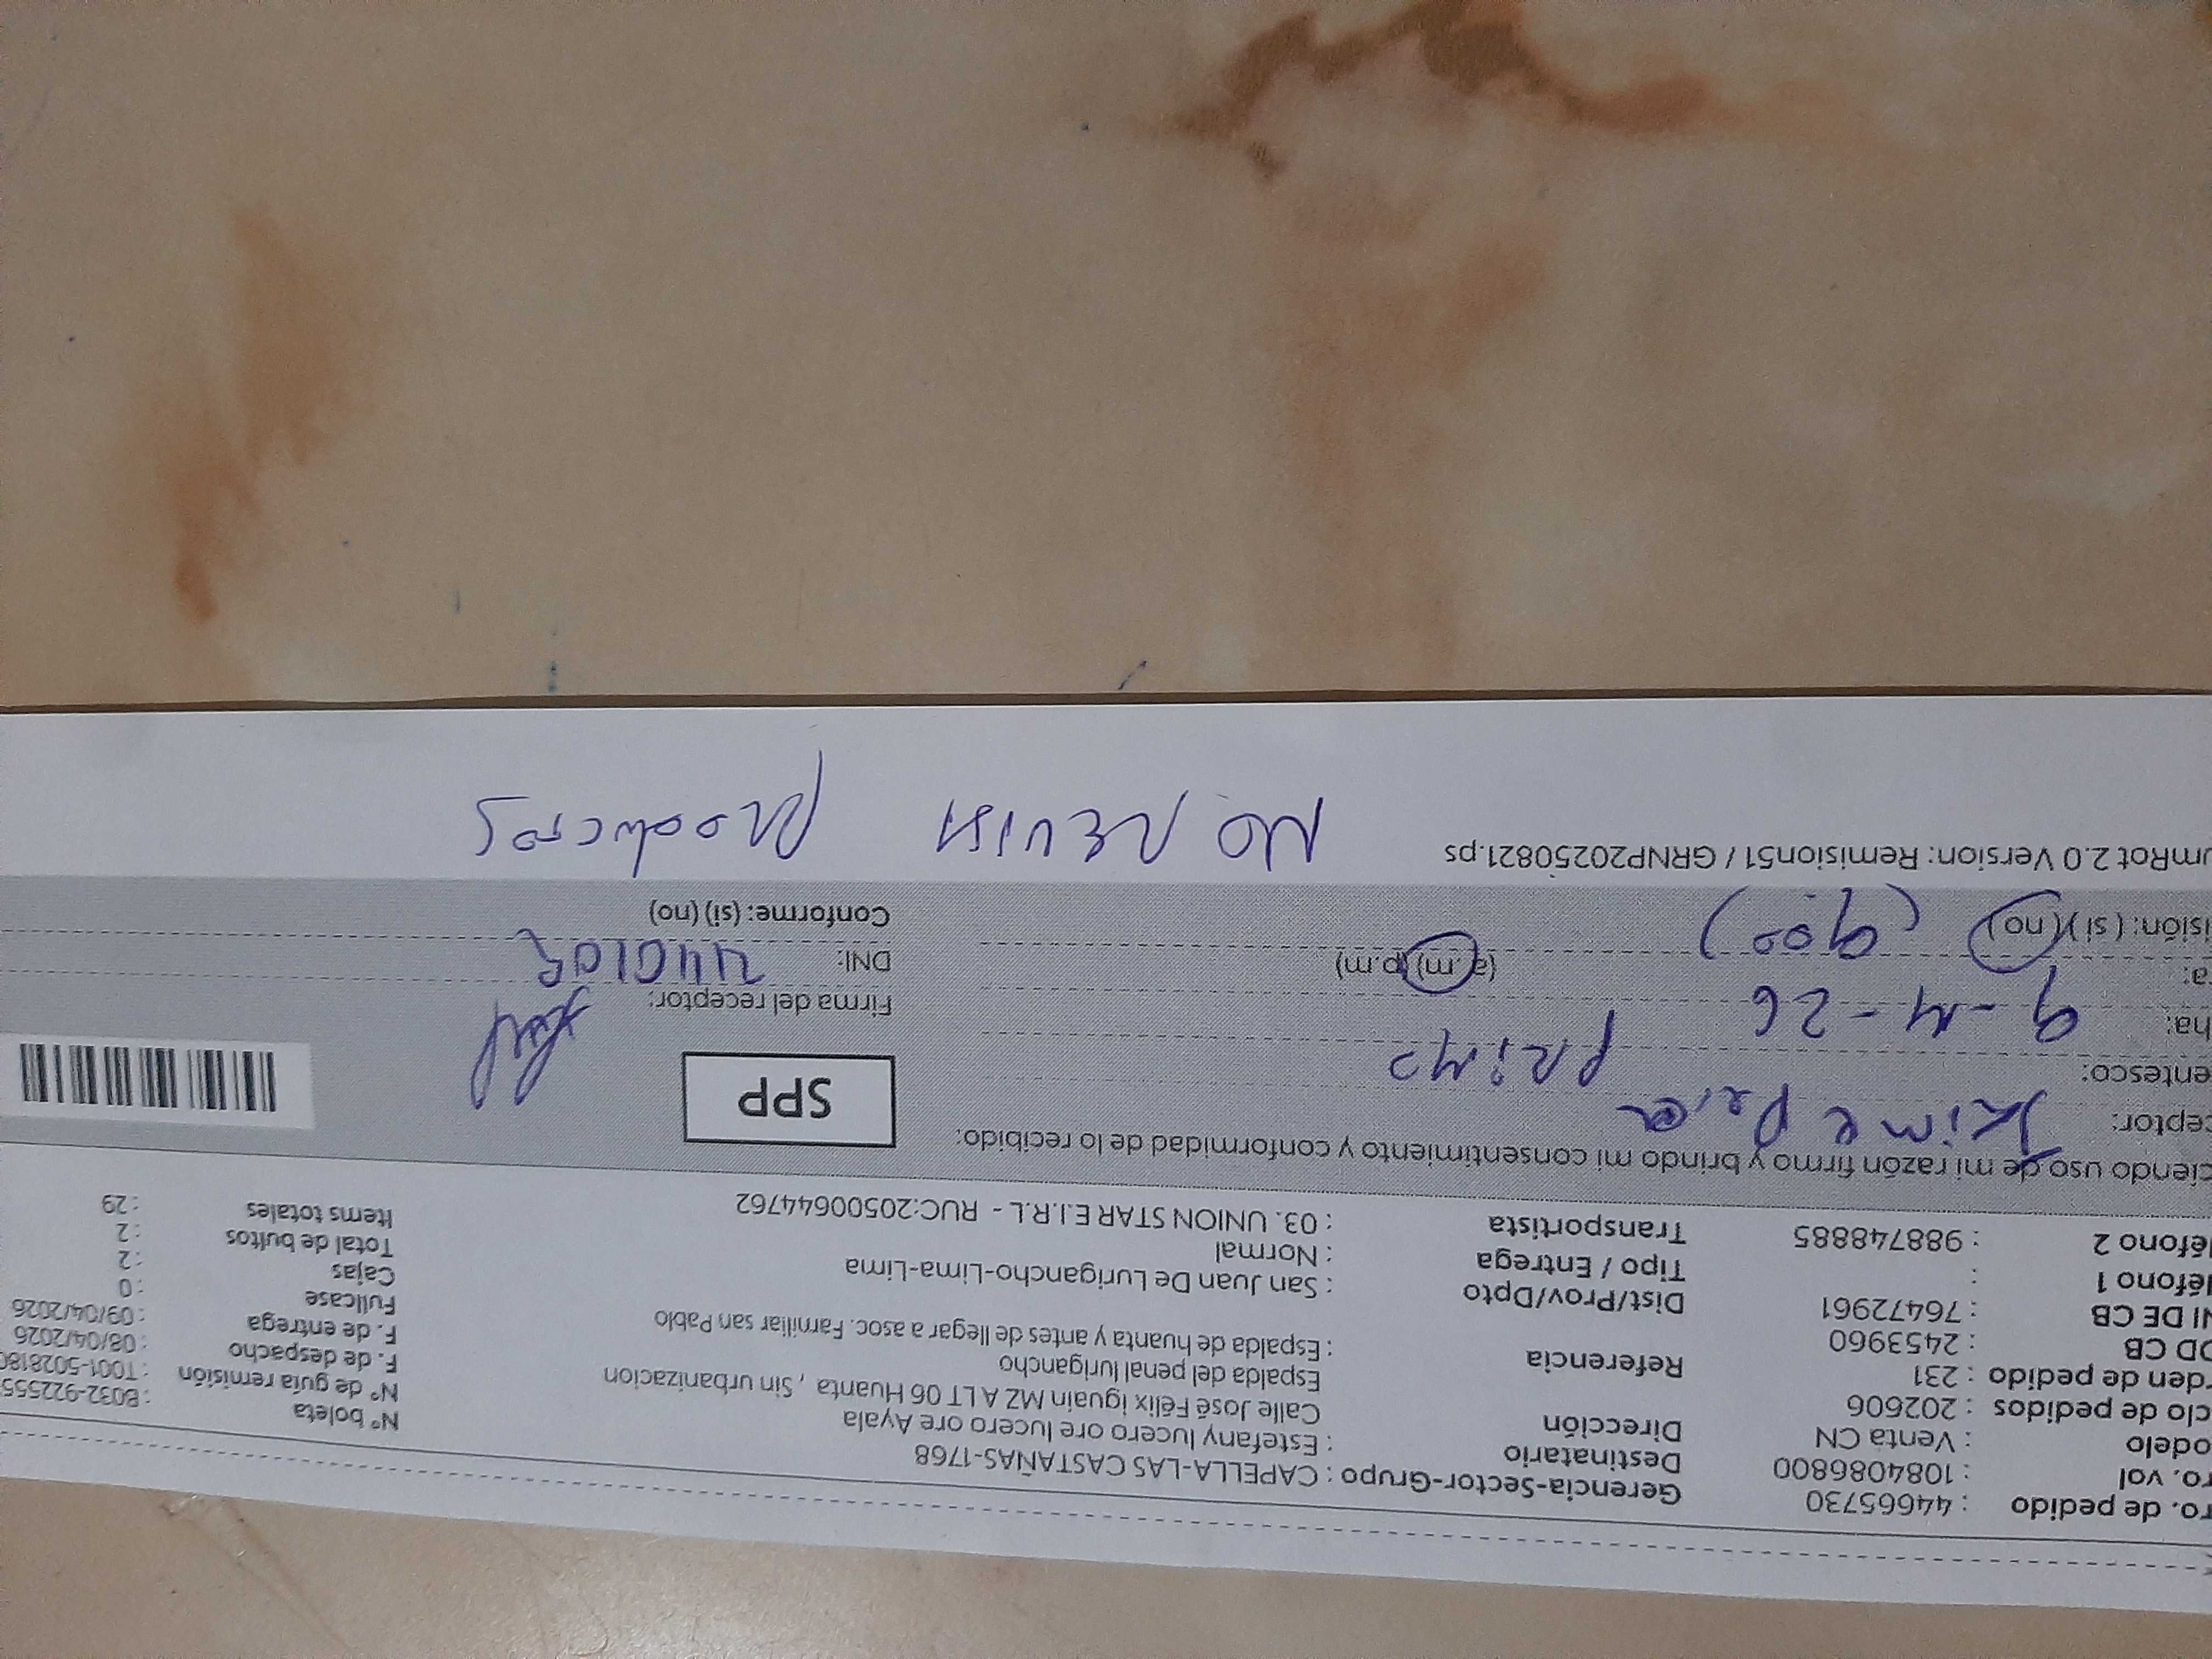 ro. de pedido : 44665730
ro. vol : 1084086800
odelo : Venta CN
clo de pedidos : 202606
rden de pedido : 231
OD CB : 2453960
NI DE CB : 76472961
léfono 1 :
léfono 2 : 988748885
Gerencia-Sector-Grupo : CAPELLA-LAS CASTAÑAS-1768
Destinatario : Estefany lucero ore lucero ore Ayala
Dirección Calle José Félix iguain MZ A LT 06 Huanta , Sin urbanizacion
Espalda del penal lurigancho
Referencia : Espalda de huanta y antes de llegar a asoc. Familiar san Pablo
Dist/Prov/Dpto : San Juan De Lurigancho-Lima-Lima
Tipo / Entrega : Normal
Transportista : 03. UNION STAR E.I.R.L - RUC:20500644762
N° boleta : B032-922555
N° de guía remisión : T001-5028180
F. de despacho : 08/04/2026
F. de entrega : 09/04/2026
Fullcase : 0
Cajas : 2
Total de bultos : 2
Items totales : 29
ciendo uso de mi razón firmo y brindo mi consentimiento y conformidad de lo recibido:
ceptor: Jaime
entesco: PRIMO
ha: 9-4-26
a: (a.m) (p.m)
isión: ( si ) ( no ) (900)
SPP
Firma del receptor:
DNI:
Conforme: (si) (no)
umRot 2.0 Version: Remision51 / GRNP20250821.ps
NO REVISA PRODUCTOS